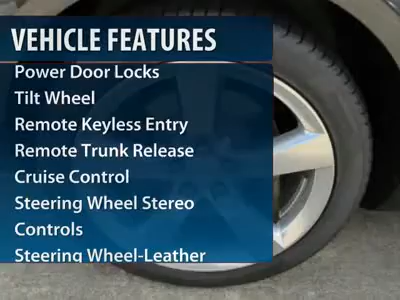 VEHICLE FEATURES
Power Door Locks
Tilt Wheel
Remote Keyless Entry
Remote Trunk Release
Cruise Control
Steering Wheel Stereo
Controls
Steering Wheel-Leather